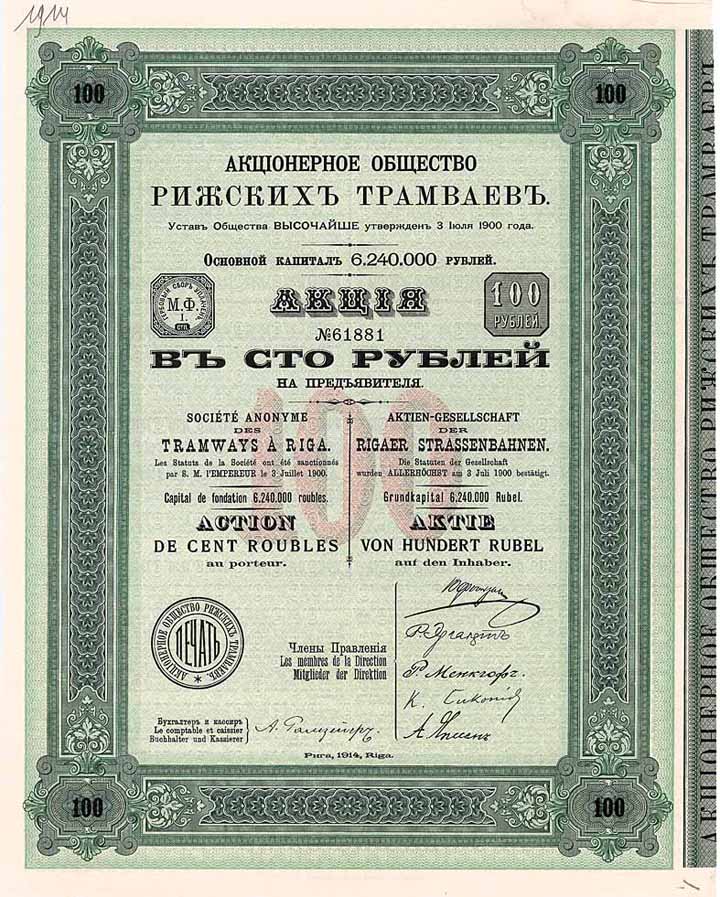 1914
100
100
АКЦІОНЕРНОЕ ОБЩЕСТВО
РИЖСКИХЪ ТРАМВАЕВЪ.
Уставъ Общества ВЫСОЧАЙШЕ утвержденъ 3 Іюля 1900 года.
ОСНОВНОЙ КАПИТАЛЪ 6.240.000 РУБЛЕЙ.
ГЕРБОВЫЙ СБОРЪ УПЛАЧЕНЪ.
М.Ф.
I.
СПБ.
АКЦІЯ
100
РУБЛЕЙ.
№61881
ВЪ СТО РУБЛЕЙ
НА ПРЕДЪЯВИТЕЛЯ.
100
SOCIÉTÉ ANONYME
DES
TRAMWAYS À RIGA.
Les Statuts de la Société ont été sanctionnés
par S. M. l'EMPEREUR le 3 Juillet 1900.
Capital de fondation 6.240.000 roubles.
ACTION
DE CENT ROUBLES
au porteur.
AKTIEN-GESELLSCHAFT
DER
RIGAER STRASSENBAHNEN.
Die Statuten der Gesellschaft
wurden ALLERHÖCHST am 3 Juli 1900 bestätigt.
Grundkapital 6.240.000 Rubel.
AKTIE
VON HUNDERT RUBEL
auf den Inhaber.
АКЦІОНЕРНОЕ ОБЩЕСТВО РИЖСКИХЪ ТРАМВАЕВЪ.
ПЕЧАТЬ
Члены Правленія
Les membres de la Direction
Mitglieder der Direktion
Р. Менкгофъ.
Бухгалтеръ и кассиръ
Le comptable et caissier
Buchhalter und Kassierer
Рига, 1914, Riga.
100
100
АКЦІОНЕРНОЕ ОБЩЕСТВО РИЖСКИХЪ ТРАМВАЕВЪ